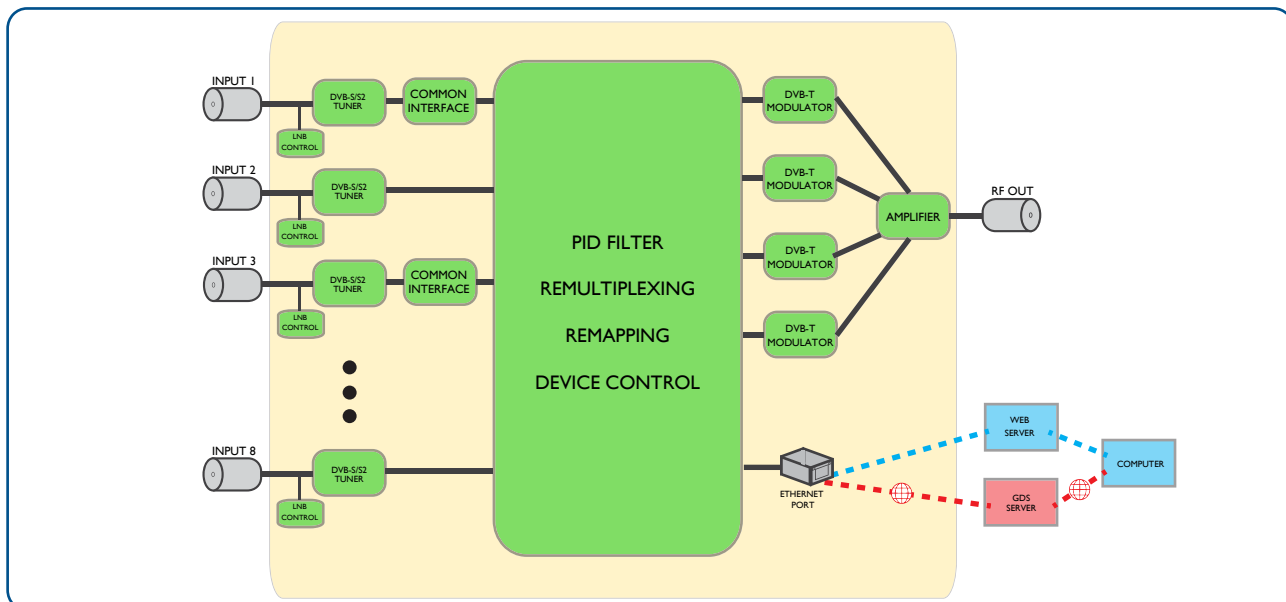 INPUT 1
DVB-S/S2
TUNER
COMMON
INTERFACE
LNB
CONTROL
INPUT 2
DVB-S/S2
TUNER
LNB
CONTROL
INPUT 3
DVB-S/S2
TUNER
COMMON
INTERFACE
LNB
CONTROL
INPUT 8
DVB-S/S2
TUNER
LNB
CONTROL
PID FILTER
REMULTIPLEXING
REMAPPING
DEVICE CONTROL
DVB-T
MODULATOR
DVB-T
MODULATOR
DVB-T
MODULATOR
DVB-T
MODULATOR
AMPLIFIER
RF OUT
ETHERNET
PORT
WEB
SERVER
GDS
SERVER
COMPUTER